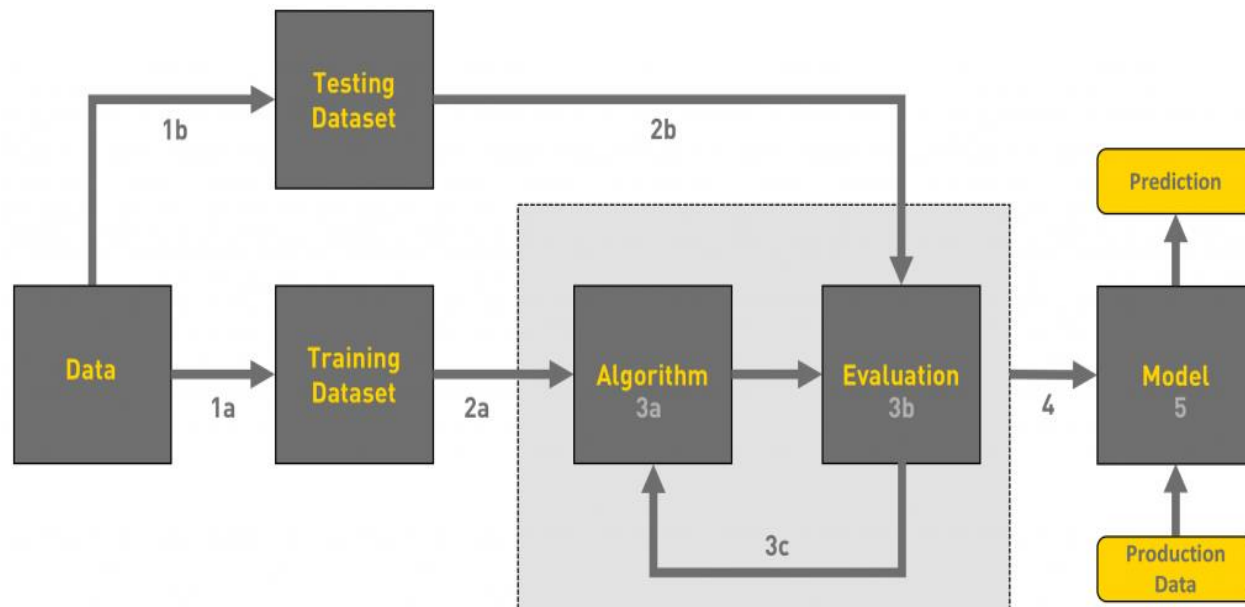 Testing
Dataset
1b
2b
Prediction
Data
1a
Training
Dataset
2a
Algorithm
3a
Evaluation
3b
4
Model
5
3c
Production
Data